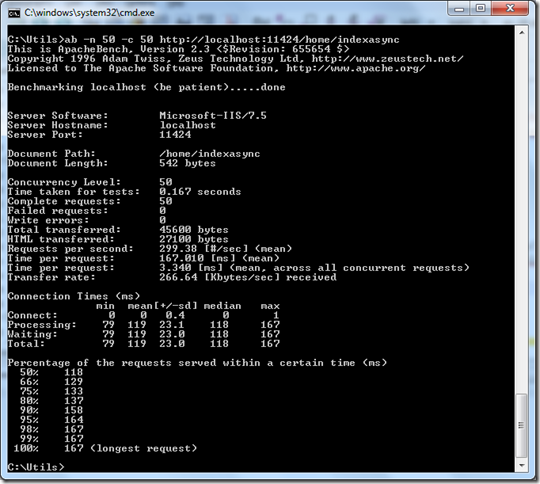 C:\windows\system32\cmd.exe
C:\Utils>ab -n 50 -c 50 http://localhost:11424/home/indexasync
This is ApacheBench, Version 2.3 <$Revision: 655654 $>
Copyright 1996 Adam Twiss, Zeus Technology Ltd, http://www.zeustech.net/
Licensed to The Apache Software Foundation, http://www.apache.org/
Benchmarking localhost (be patient).....done
Server Software: Microsoft-IIS/7.5
Server Hostname: localhost
Server Port: 11424
Document Path: /home/indexasync
Document Length: 542 bytes
Concurrency Level: 50
Time taken for tests: 0.167 seconds
Complete requests: 50
Failed requests: 0
Write errors: 0
Total transferred: 45600 bytes
HTML transferred: 27100 bytes
Requests per second: 299.38 [#/sec] (mean)
Time per request: 167.010 [ms] (mean)
Time per request: 3.340 [ms] (mean, across all concurrent requests)
Transfer rate: 266.64 [Kbytes/sec] received
Connection Times (ms)
min mean[+/-sd] median max
Connect: 0 0 0.4 0 1
Processing: 79 119 23.1 118 167
Waiting: 79 119 23.0 118 167
Total: 79 119 23.0 118 167
Percentage of the requests served within a certain time (ms)
50% 118
66% 129
75% 133
80% 137
90% 158
95% 164
98% 167
99% 167
100% 167 (longest request)
C:\Utils>